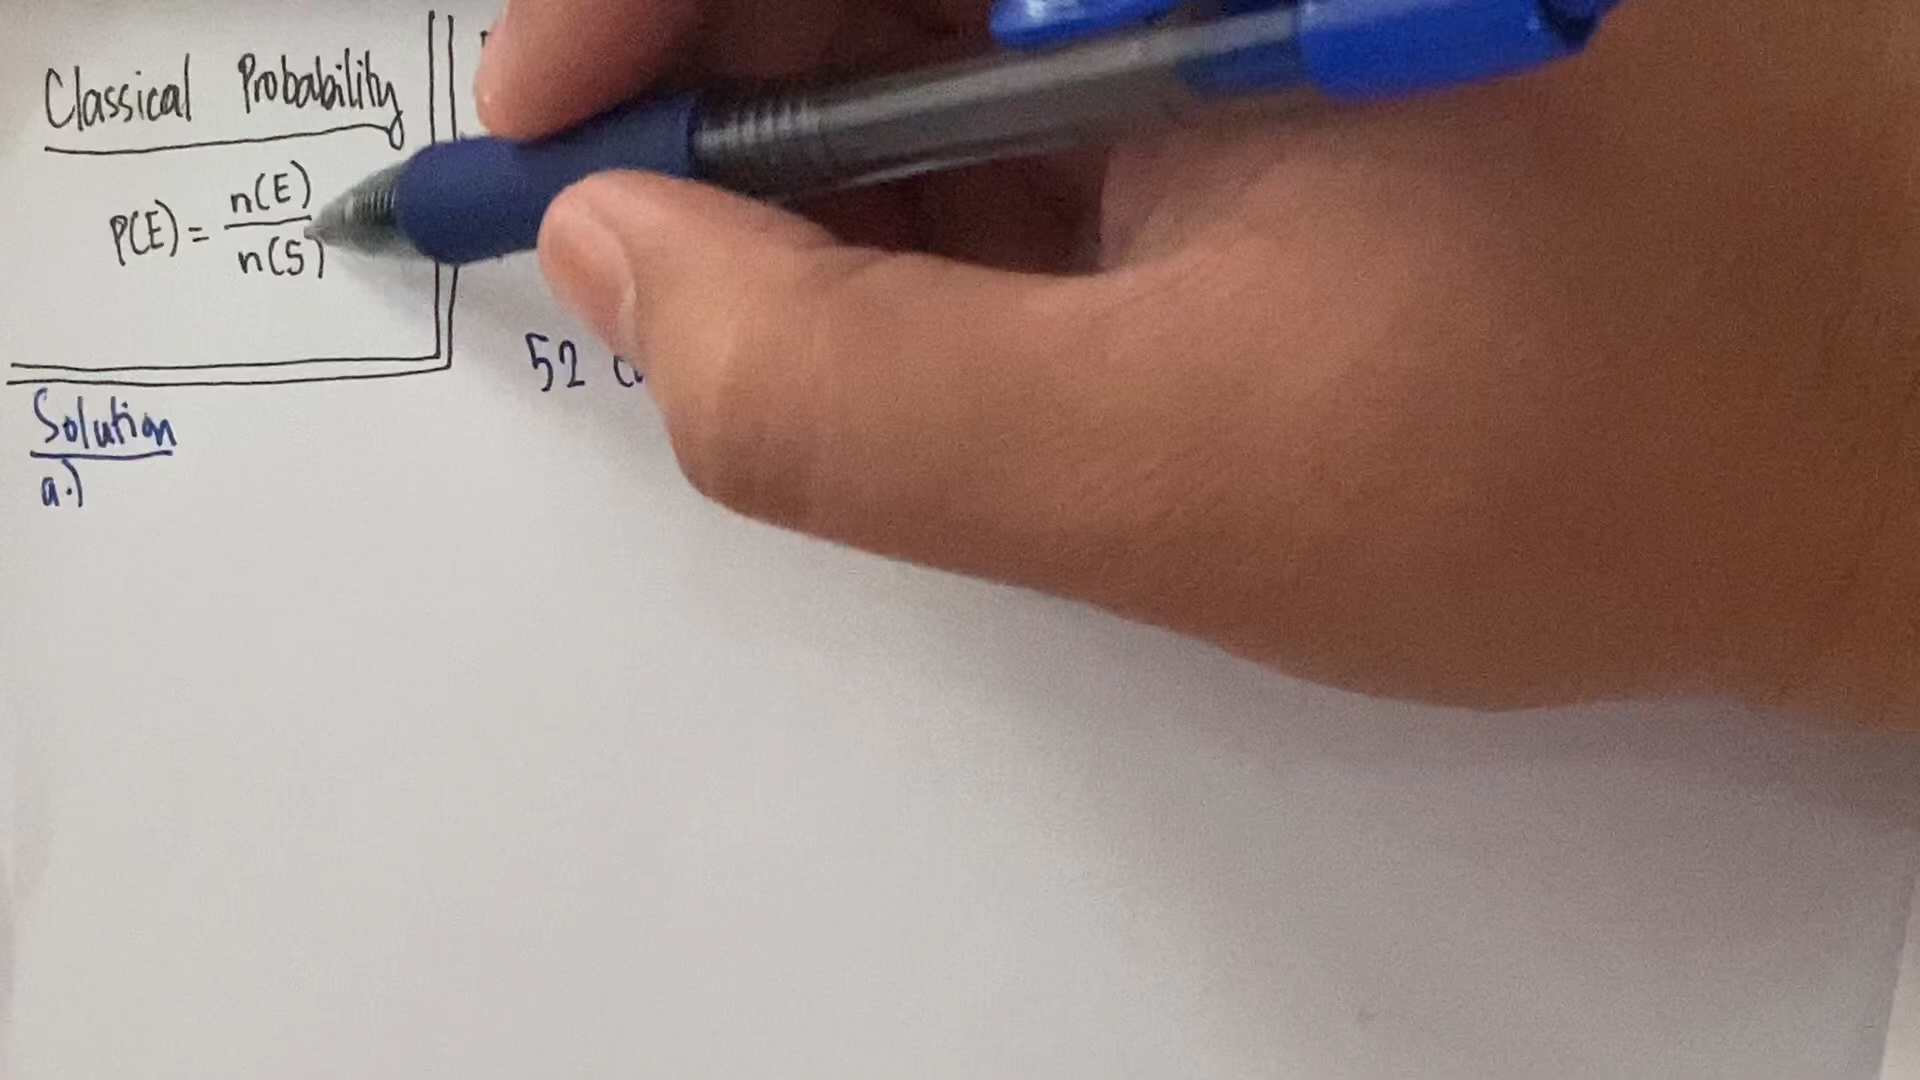 Classical Probability
P(E) = n(E)
n(S)
52
Solution
a.)